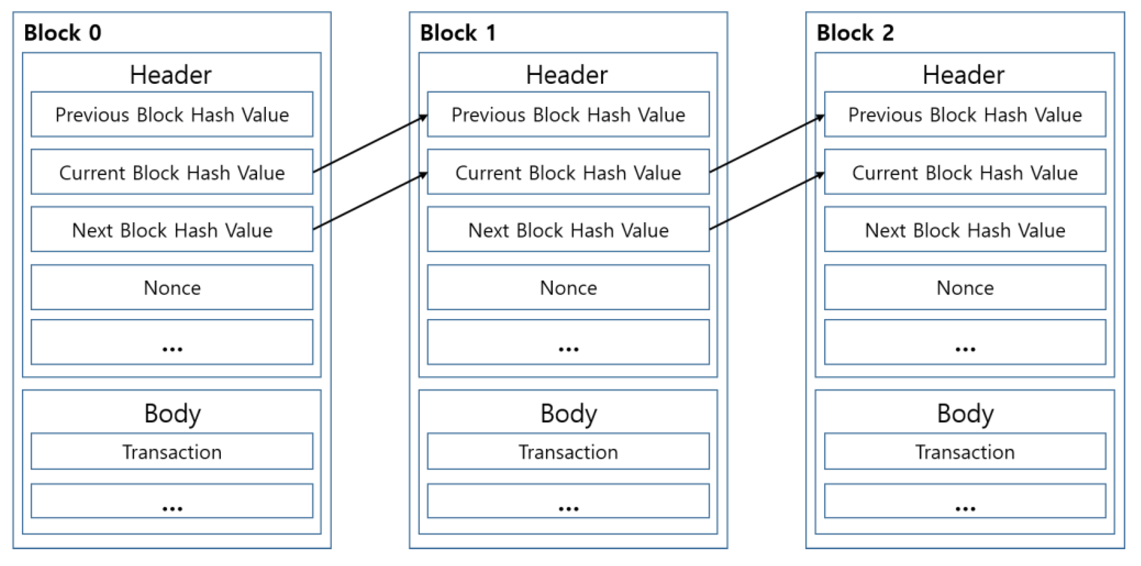 Block 0
Header
Previous Block Hash Value
Current Block Hash Value
Next Block Hash Value
Nonce
...
Body
Transaction
...
Block 1
Header
Previous Block Hash Value
Current Block Hash Value
Next Block Hash Value
Nonce
...
Body
Transaction
...
Block 2
Header
Previous Block Hash Value
Current Block Hash Value
Next Block Hash Value
Nonce
...
Body
Transaction
...